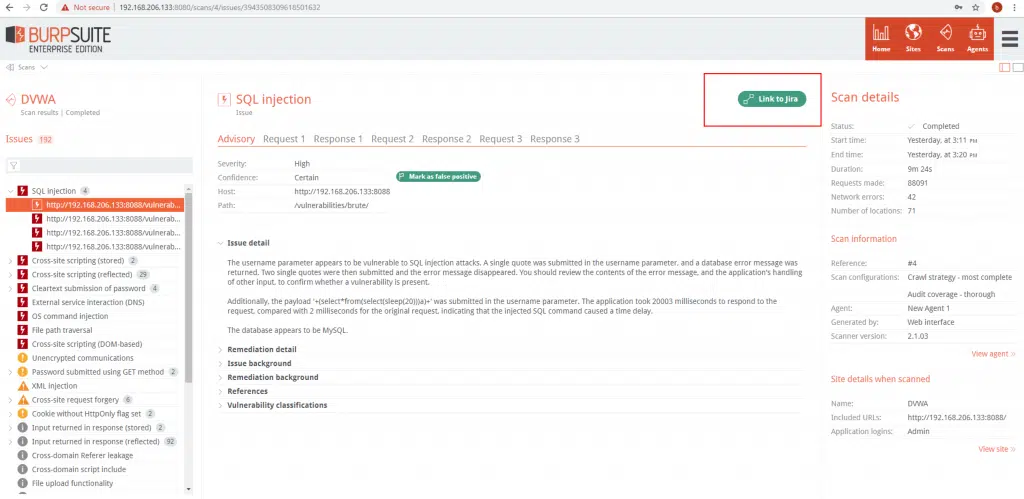 Not secure | 192.168.206.133:8080/scans/4/issues/3943508309618501632
BURPSUITE
ENTERPRISE EDITION
Home Sites Scans Agents
Scans
DVWA
Scan results | Completed
Issues 192
SQL injection 4
http://192.168.206.133:8088/vulnerab...
http://192.168.206.133:8088/vulnerab...
http://192.168.206.133:8088/vulnerab...
http://192.168.206.133:8088/vulnerab...
Cross-site scripting (stored) 2
Cross-site scripting (reflected) 29
Cleartext submission of password 4
External service interaction (DNS)
OS command injection
File path traversal
Cross-site scripting (DOM-based)
Unencrypted communications
Password submitted using GET method 2
XML injection
Cross-site request forgery 6
Cookie without HttpOnly flag set 2
Input returned in response (stored) 2
Input returned in response (reflected) 92
Cross-domain Referer leakage
Cross-domain script include
File upload functionality
SQL injection
Issue
Link to Jira
Advisory Request 1 Response 1 Request 2 Response 2 Request 3 Response 3
Severity: High
Confidence: Certain Mark as false positive
Host: http://192.168.206.133:8088
Path: /vulnerabilities/brute/
Issue detail
The username parameter appears to be vulnerable to SQL injection attacks. A single quote was submitted in the username parameter, and a database error message was
returned. Two single quotes were then submitted and the error message disappeared. You should review the contents of the error message, and the application's handling
of other input, to confirm whether a vulnerability is present.
Additionally, the payload '+(select*from(select(sleep(20)))a)+' was submitted in the username parameter. The application took 20003 milliseconds to respond to the
request, compared with 2 milliseconds for the original request, indicating that the injected SQL command caused a time delay.
The database appears to be MySQL.
Remediation detail
Issue background
Remediation background
References
Vulnerability classifications
Scan details
Status: Completed
Start time: Yesterday, at 3:11 PM
End time: Yesterday, at 3:20 PM
Duration: 9m 24s
Requests made: 88091
Network errors: 42
Number of locations: 71
Scan information
Reference: #4
Scan configurations: Crawl strategy - most complete
Audit coverage - thorough
Agent: New Agent 1
Generated by: Web interface
Scanner version: 2.1.03
View agent »
Site details when scanned
Name: DVWA
Included URLs: http://192.168.206.133:8088/
Application logins: Admin
View site »